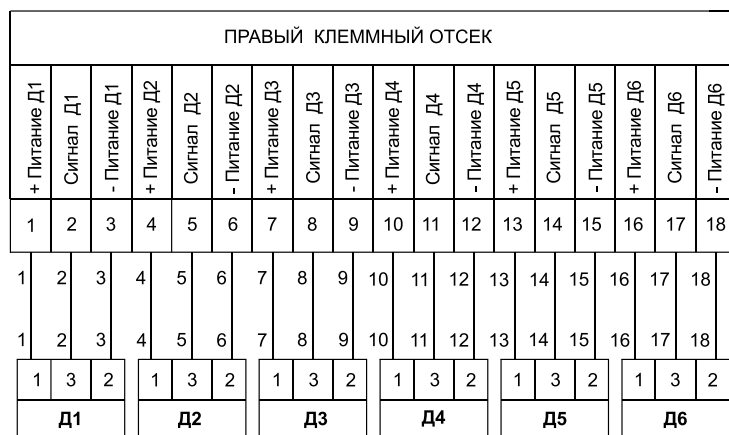 ПРАВЫЙ КЛЕММНЫЙ ОТСЕК
+ Питание Д1
Сигнал Д1
- Питание Д1
+ Питание Д2
Сигнал Д2
- Питание Д2
+ Питание Д3
Сигнал Д3
- Питание Д3
+ Питание Д4
Сигнал Д4
- Питание Д4
+ Питание Д5
Сигнал Д5
- Питание Д5
+ Питание Д6
Сигнал Д6
- Питание Д6
1 2 3 4 5 6 7 8 9 10 11 12 13 14 15 16 17 18
1 2 3 4 5 6 7 8 9 10 11 12 13 14 15 16 17 18
1 2 3 4 5 6 7 8 9 10 11 12 13 14 15 16 17 18
1 3 2 1 3 2 1 3 2 1 3 2 1 3 2 1 3 2
Д1 Д2 Д3 Д4 Д5 Д6